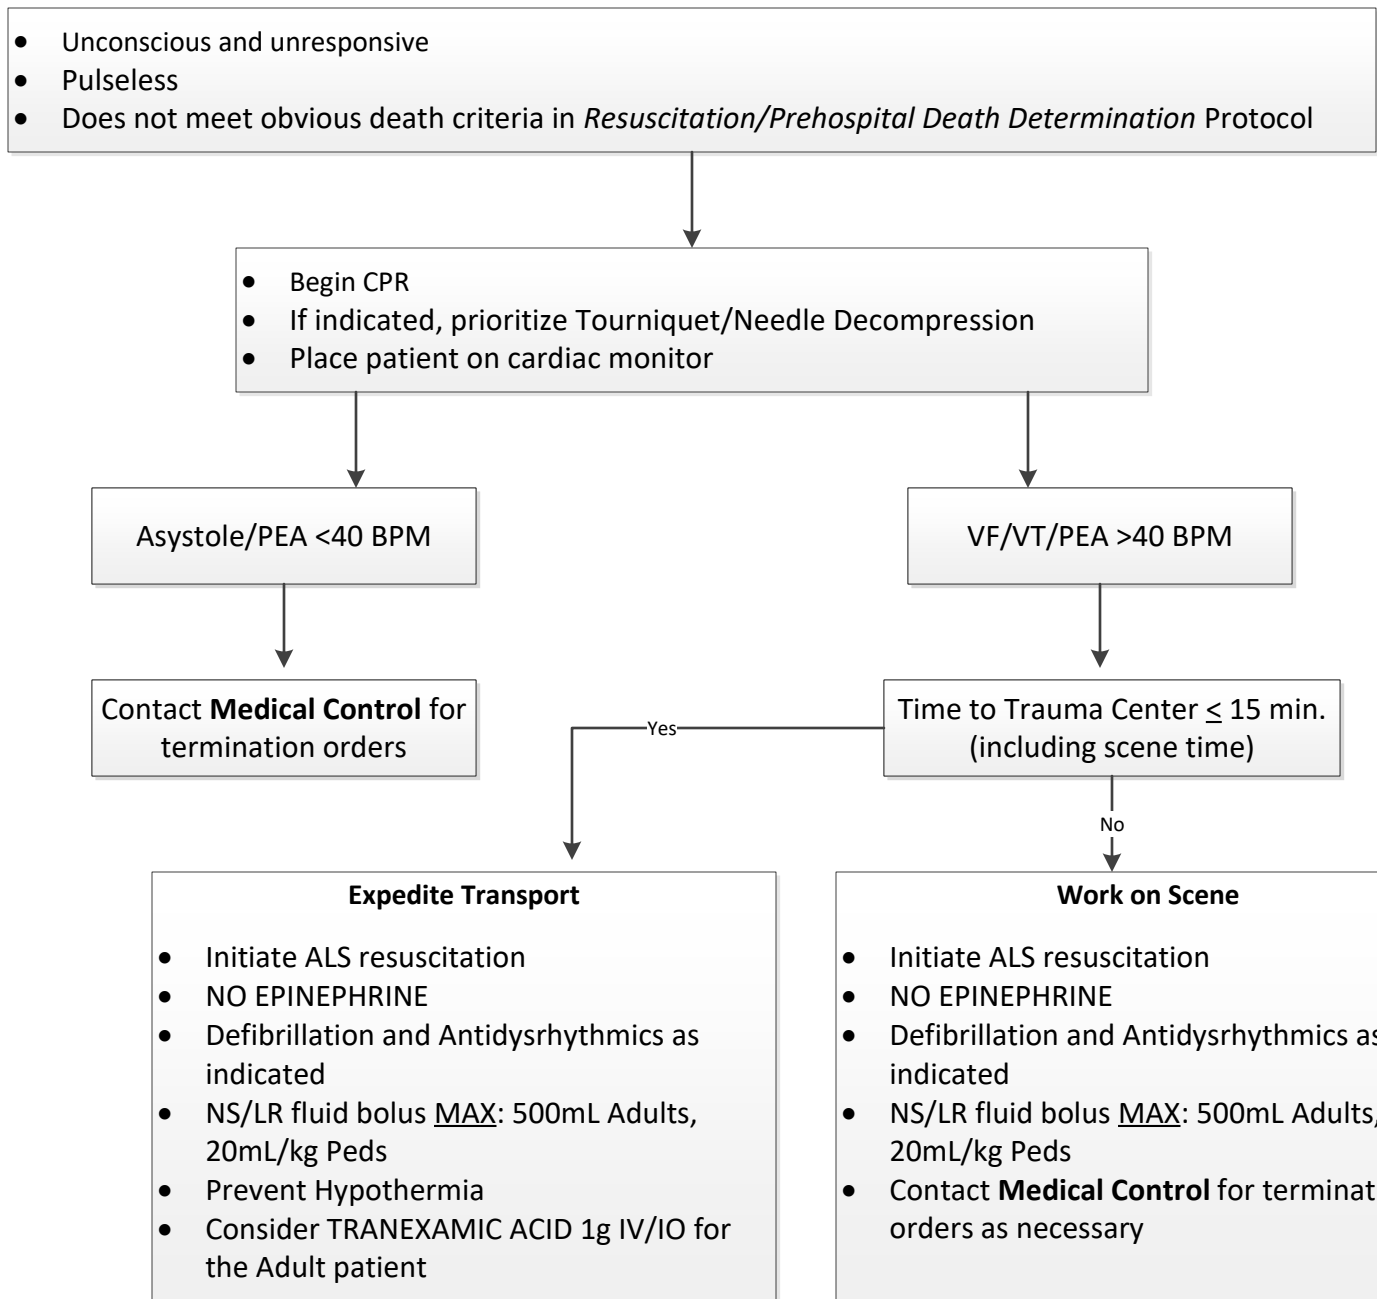 • Unconscious and unresponsive
• Pulseless
• Does not meet obvious death criteria in Resuscitation/Prehospital Death Determination Protocol
• Begin CPR
• If indicated, prioritize Tourniquet/Needle Decompression
• Place patient on cardiac monitor
Asystole/PEA <40 BPM
VF/VT/PEA >40 BPM
Contact Medical Control for
termination orders
Time to Trauma Center ≤ 15 min.
(including scene time)
Yes
No
Expedite Transport
• Initiate ALS resuscitation
• NO EPINEPHRINE
• Defibrillation and Antidysrhythmics as
indicated
• NS/LR fluid bolus MAX: 500mL Adults,
20mL/kg Peds
• Prevent Hypothermia
• Consider TRANEXAMIC ACID 1g IV/IO for
the Adult patient
Work on Scene
• Initiate ALS resuscitation
• NO EPINEPHRINE
• Defibrillation and Antidysrhythmics as
indicated
• NS/LR fluid bolus MAX: 500mL Adults,
20mL/kg Peds
• Contact Medical Control for terminat
orders as necessary